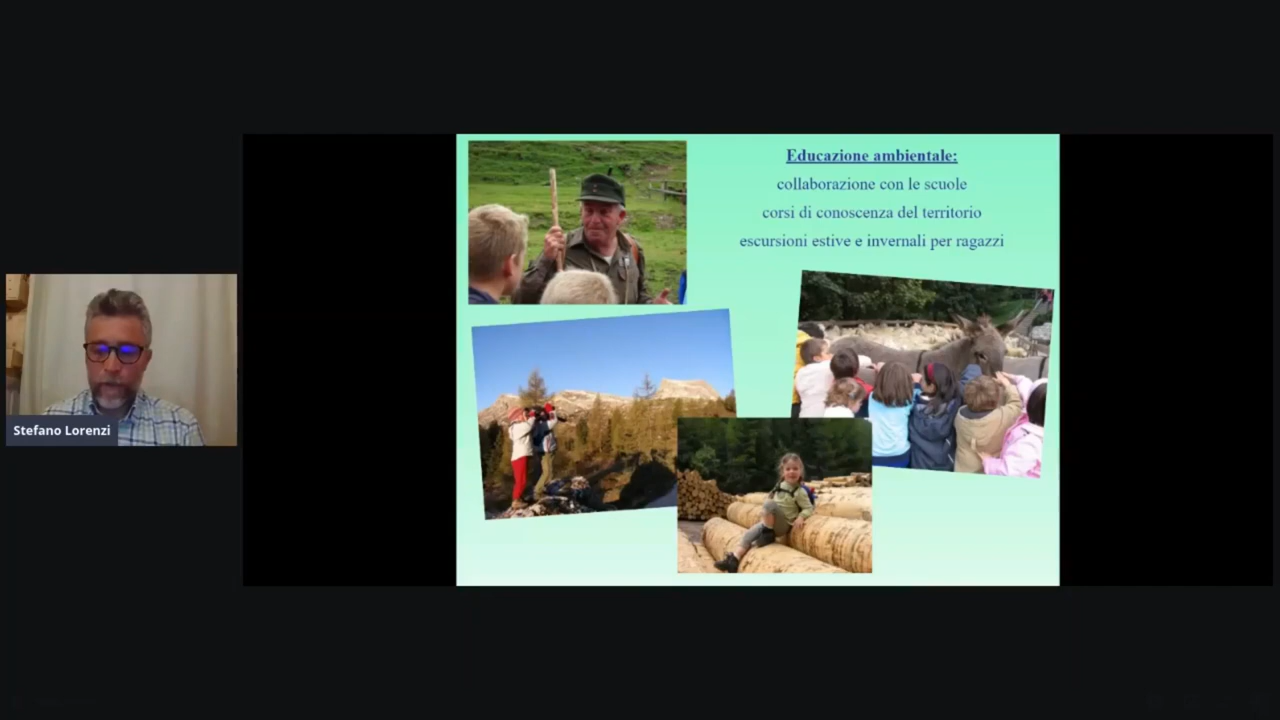 Educazione ambientale:
collaborazione con le scuole
corsi di conoscenza del territorio
escursioni estive e invernali per ragazzi
Stefano Lorenzi